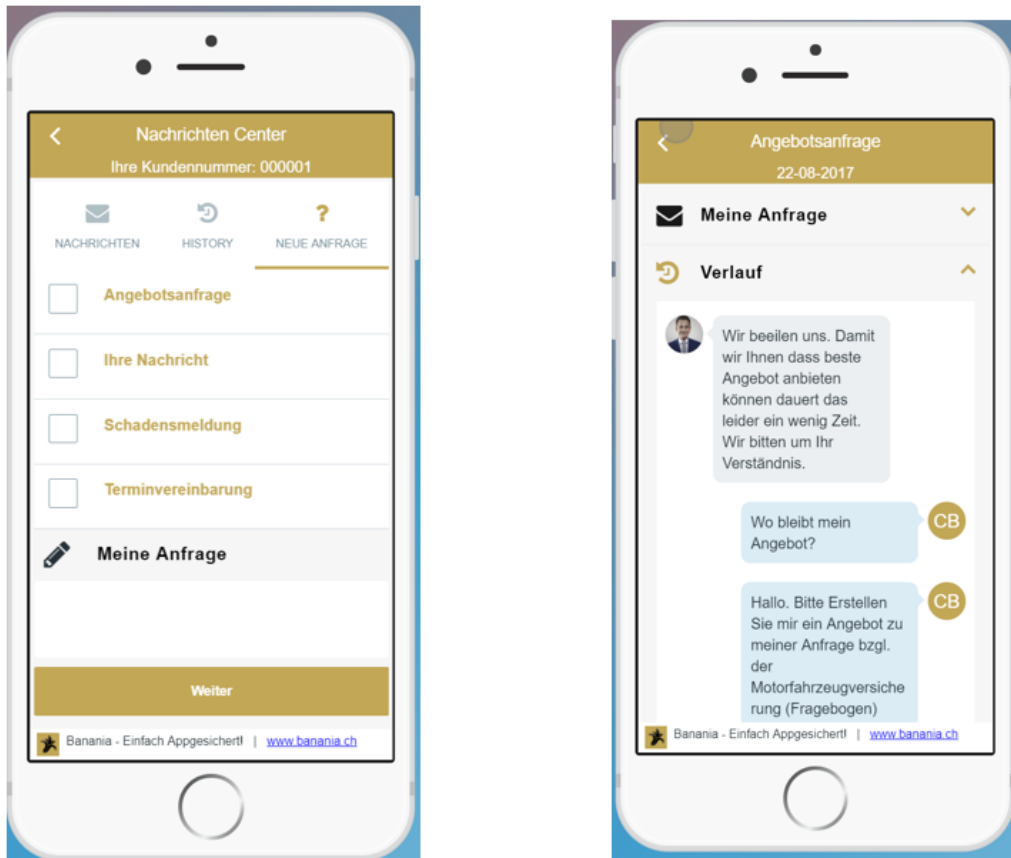 Nachrichten Center
Ihre Kundennummer: 000001
NACHRICHTEN
HISTORY
NEUE ANFRAGE
Angebotsanfrage
Ihre Nachricht
Schadensmeldung
Terminvereinbarung
Meine Anfrage
Weiter
Banania - Einfach Appgesichert! | www.banania.ch
Angebotsanfrage
22-08-2017
Meine Anfrage
Verlauf
Wir beeilen uns. Damit
wir Ihnen dass beste
Angebot anbieten
können dauert das
leider ein wenig Zeit.
Wir bitten um Ihr
Verständnis.
Wo bleibt mein
Angebot?
CB
Hallo. Bitte Erstellen
Sie mir ein Angebot zu
meiner Anfrage bzgl.
der
Motorfahrzeugversiche
rung (Fragebogen)
CB
Banania - Einfach Appgesichert! | www.banania.ch